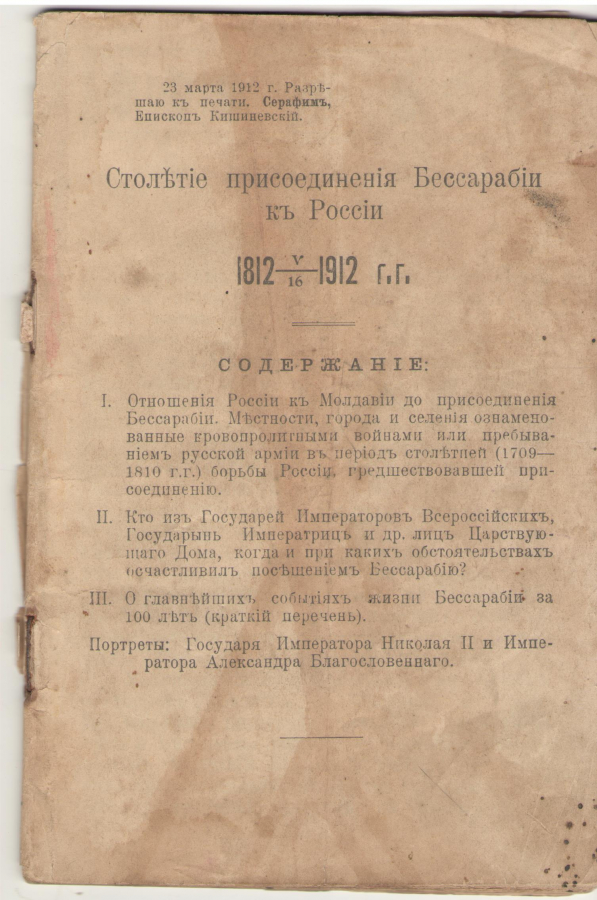 23 марта 1912 г. Разрѣ-
шаю къ печати. Серафимъ,
Епископъ Кишиневскій.
Столѣтіе присоединенія Бессарабіи
къ Россіи
1812 V/16 1912 г.г.
СОДЕРЖАНІЕ:
I. Отношенія Россіи къ Молдавіи до присоединенія
Бессарабіи. Мѣстности, города и селенія ознамено-
ванные кровопролитными войнами или пребыва-
ніемъ русской арміи въ періодъ столѣтней (1709—
1810 г.г.) борьбы Россіи, предшествовавшей при-
соединенію.
II. Кто изъ Государей Императоровъ Всероссійскихъ,
Государынь Императрицъ и др. лицъ Царствую-
щаго Дома, когда и при какихъ обстоятельствахъ
осчастливилъ посѣщеніемъ Бессарабію?
III. О главнѣйшихъ событіяхъ жизни Бессарабіи за
100 лѣтъ (краткій перечень).
Портреты: Государя Императора Николая II и Импе-
ратора Александра Благословеннаго.